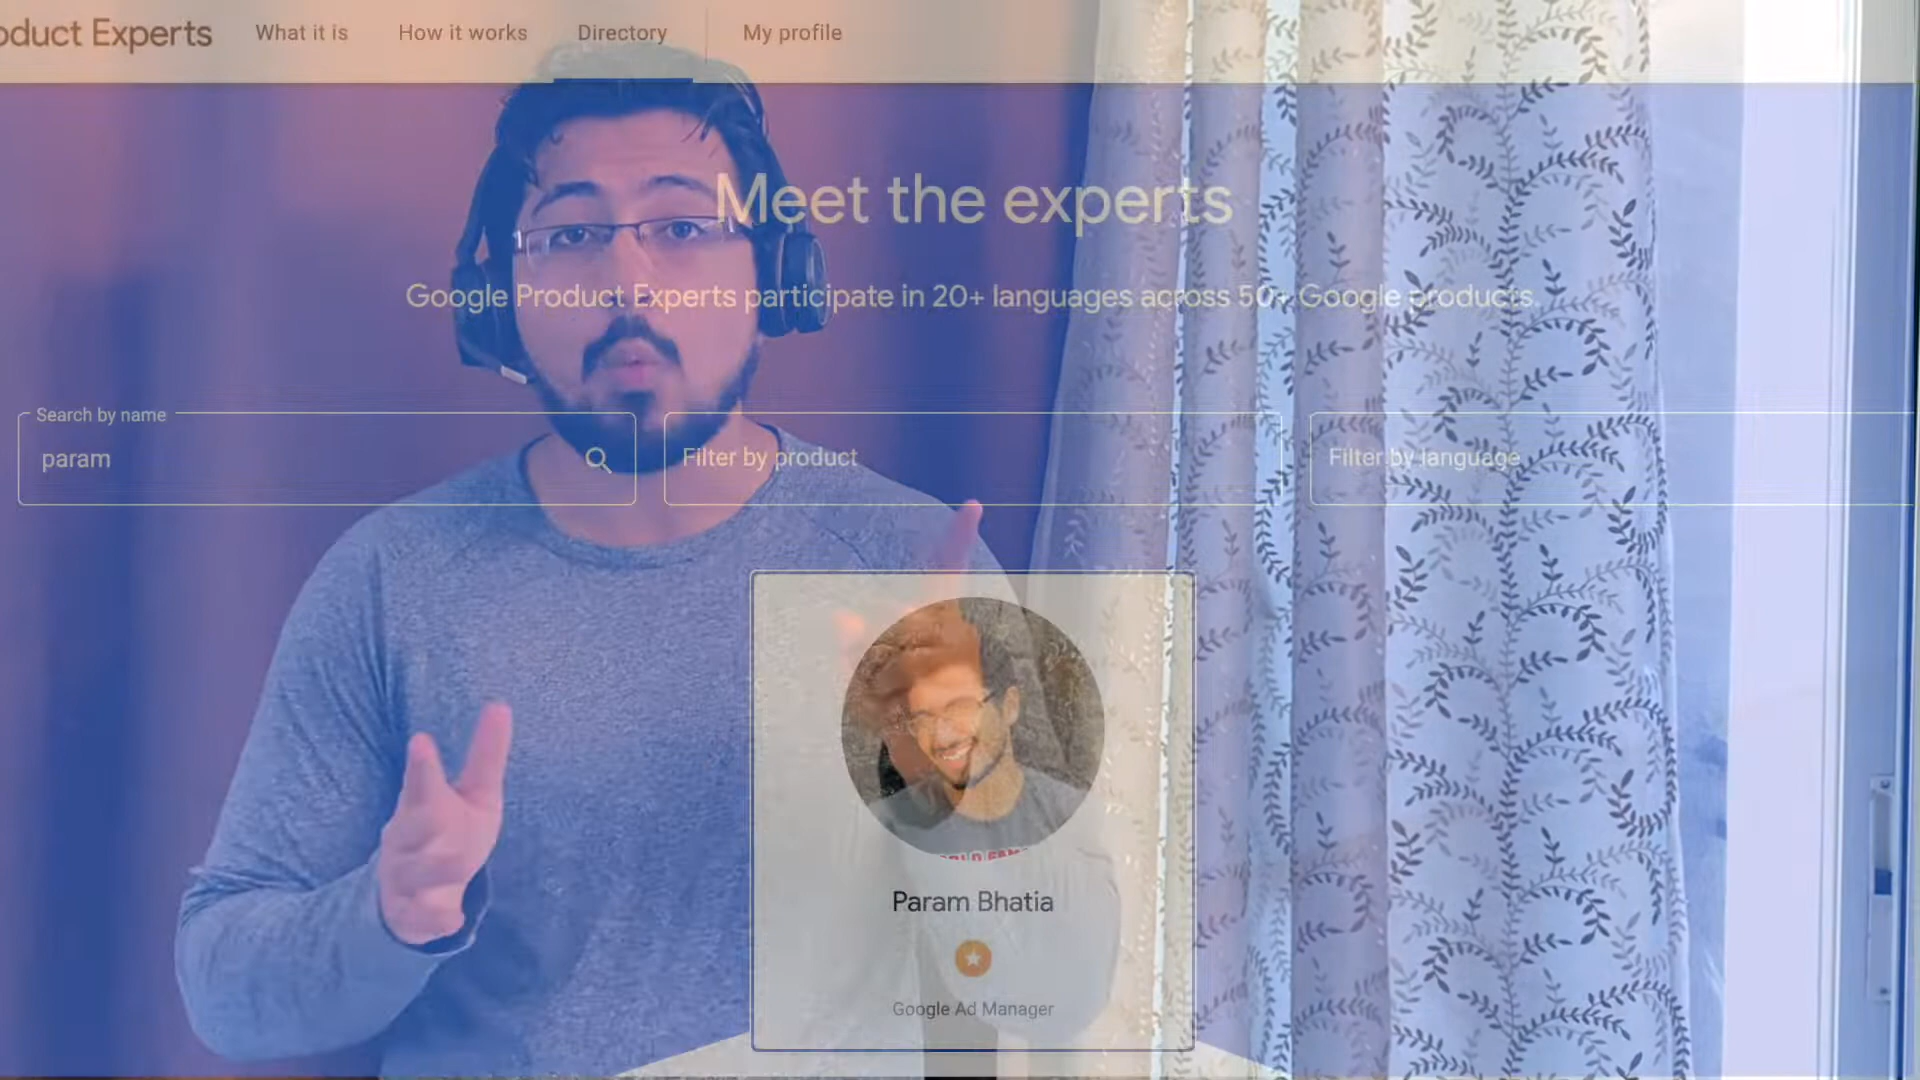 oduct Experts What it is How it works Directory My profile
Meet the experts
Google Product Experts participate in 20+ languages across 50+ Google products.
Search by name
param
Filter by product
Filter by language
Param Bhatia
Google Ad Manager